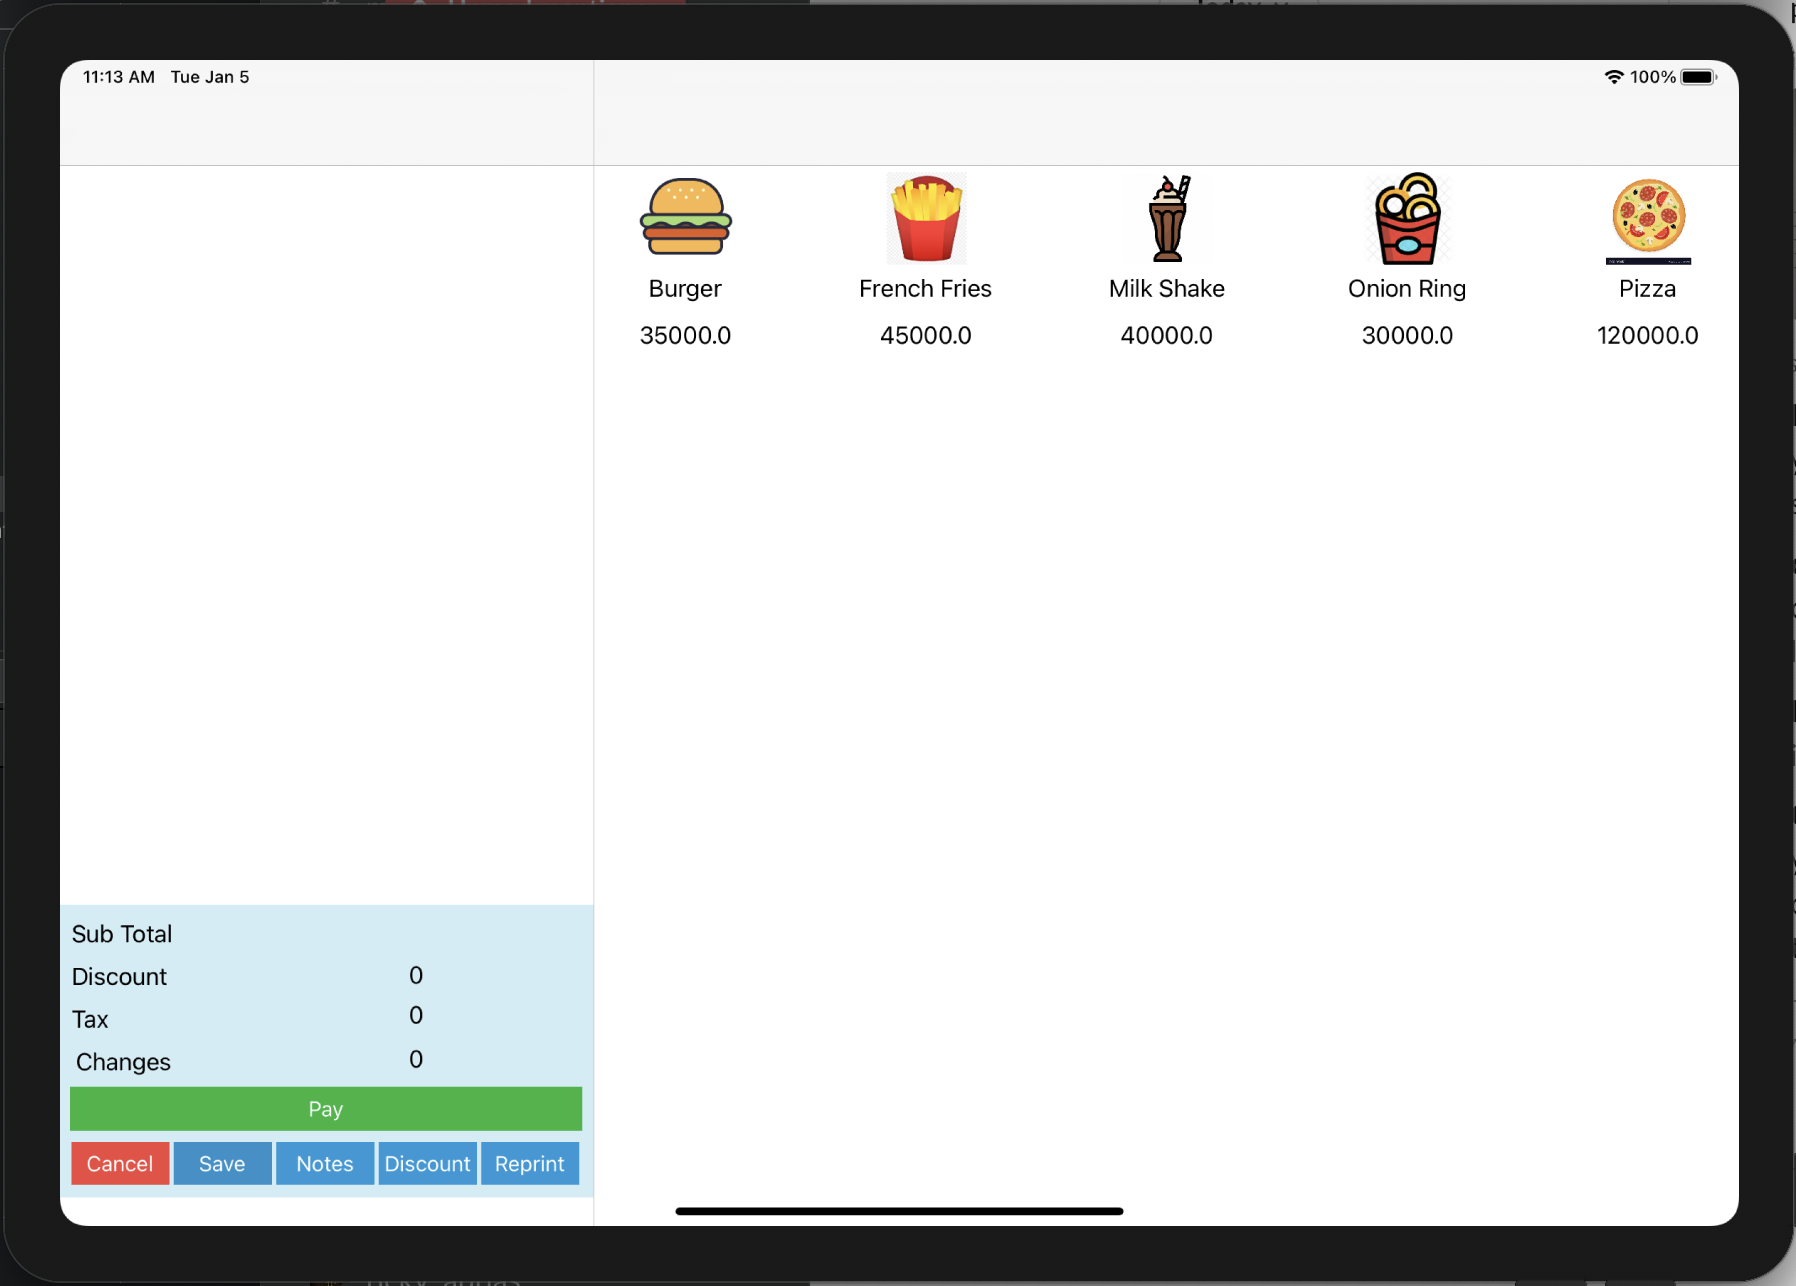 11:13 AM Tue Jan 5
100%
Burger
French Fries
Milk Shake
Onion Ring
Pizza
35000.0
45000.0
40000.0
30000.0
120000.0
Sub Total
Discount 0
Tax 0
Changes 0
Pay
Cancel
Save
Notes
Discount
Reprint